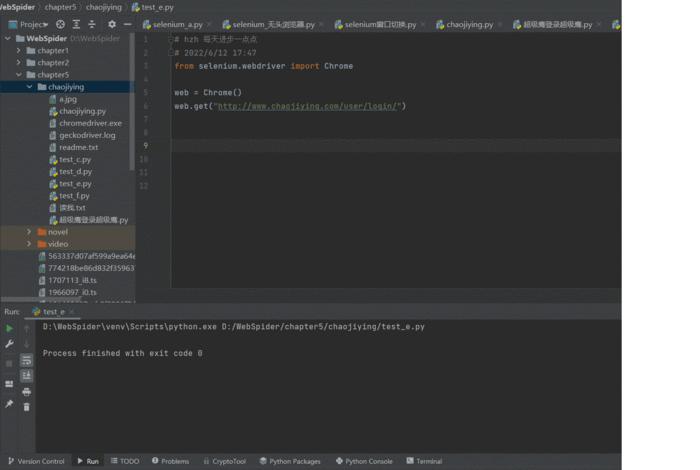 WebSpider chapter5 chaojiying test_e.py
Project
selenium_a.py selenium_无头浏览器.py selenium窗口切换.py chaojiying.py 超级鹰登录超级鹰.py
WebSpider D:\WebSpider
chapter1
chapter2
chapter5
chaojiying
a.jpg
chaojiying.py
chromedriver.exe
geckodriver.log
readme.txt
test_c.py
test_d.py
test_e.py
test_f.py
读我.txt
超级鹰登录超级鹰.py
novel
video
563337d07af599a9ea64e
774218be86d832f359637
1707113_i8.ts
1966097_i0.ts
1 # hzh 每天进步一点点
2 # 2022/6/12 17:47
3 from selenium.webdriver import Chrome
4
5 web = Chrome()
6 web.get("http://www.chaojiying.com/user/login/")
7
8
9
10
11
12
Run: test_e
D:\WebSpider\venv\Scripts\python.exe D:/WebSpider/chapter5/chaojiying/test_e.py
Process finished with exit code 0
Version Control Run TODO Problems CryptoTool Python Packages Python Console Terminal